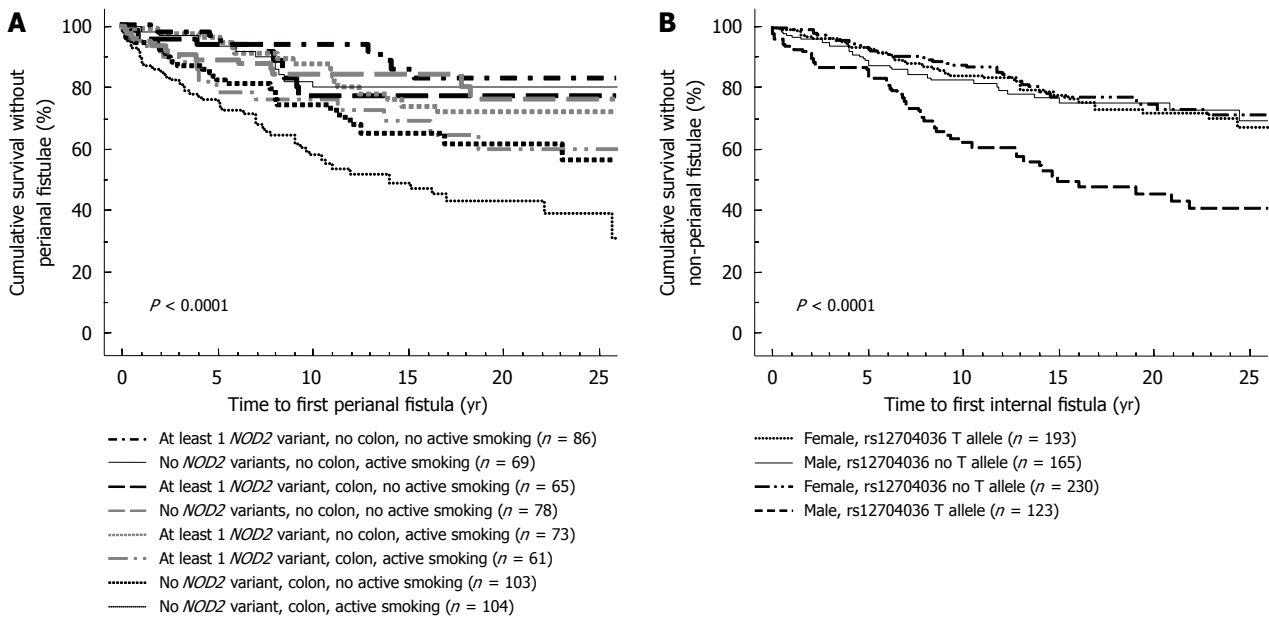 A
Cumulative survival without
perianal fistulae (%)
100
80
60
40
20
0
P < 0.0001
0 5 10 15 20 25
Time to first perianal fistula (yr)
At least 1 NOD2 variant, no colon, no active smoking (n = 86)
No NOD2 variants, no colon, active smoking (n = 69)
At least 1 NOD2 variant, colon, no active smoking (n = 65)
No NOD2 variants, no colon, no active smoking (n = 78)
At least 1 NOD2 variant, no colon, active smoking (n = 73)
At least 1 NOD2 variant, colon, active smoking (n = 61)
No NOD2 variant, colon, no active smoking (n = 103)
No NOD2 variant, colon, active smoking (n = 104)
B
Cumulative survival without
non-perianal fistulae (%)
100
80
60
40
20
0
P < 0.0001
0 5 10 15 20 25
Time to first internal fistula (yr)
Female, rs12704036 T allele (n = 193)
Male, rs12704036 no T allele (n = 165)
Female, rs12704036 no T allele (n = 230)
Male, rs12704036 T allele (n = 123)